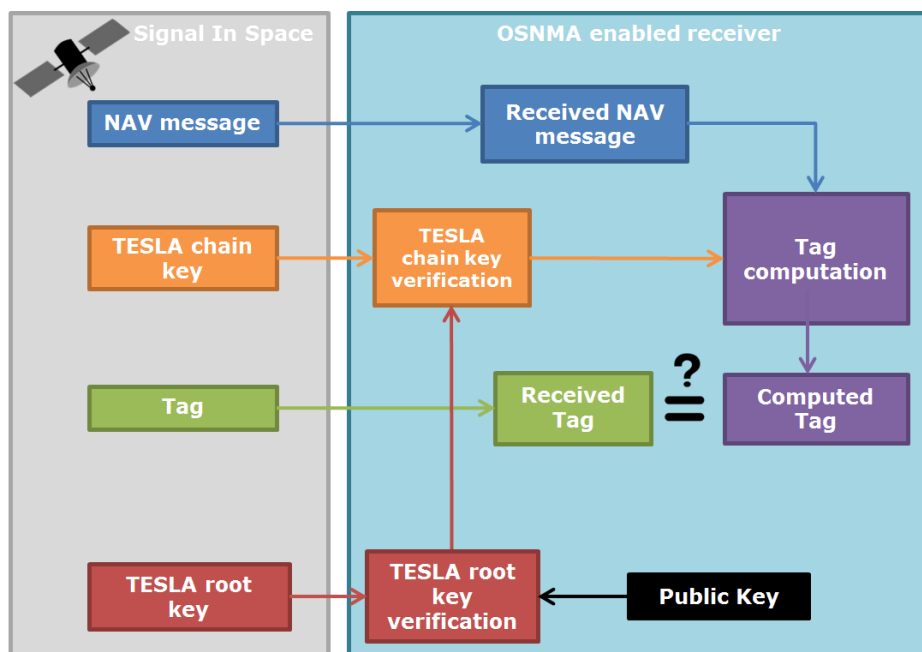 Signal In Space
OSNMA enabled receiver
NAV message
Received NAV
message
TESLA chain
key
TESLA
chain key
verification
Tag
computation
Tag
Received
Tag
?
=
Computed
Tag
TESLA root
key
TESLA root
key
verification
Public Key